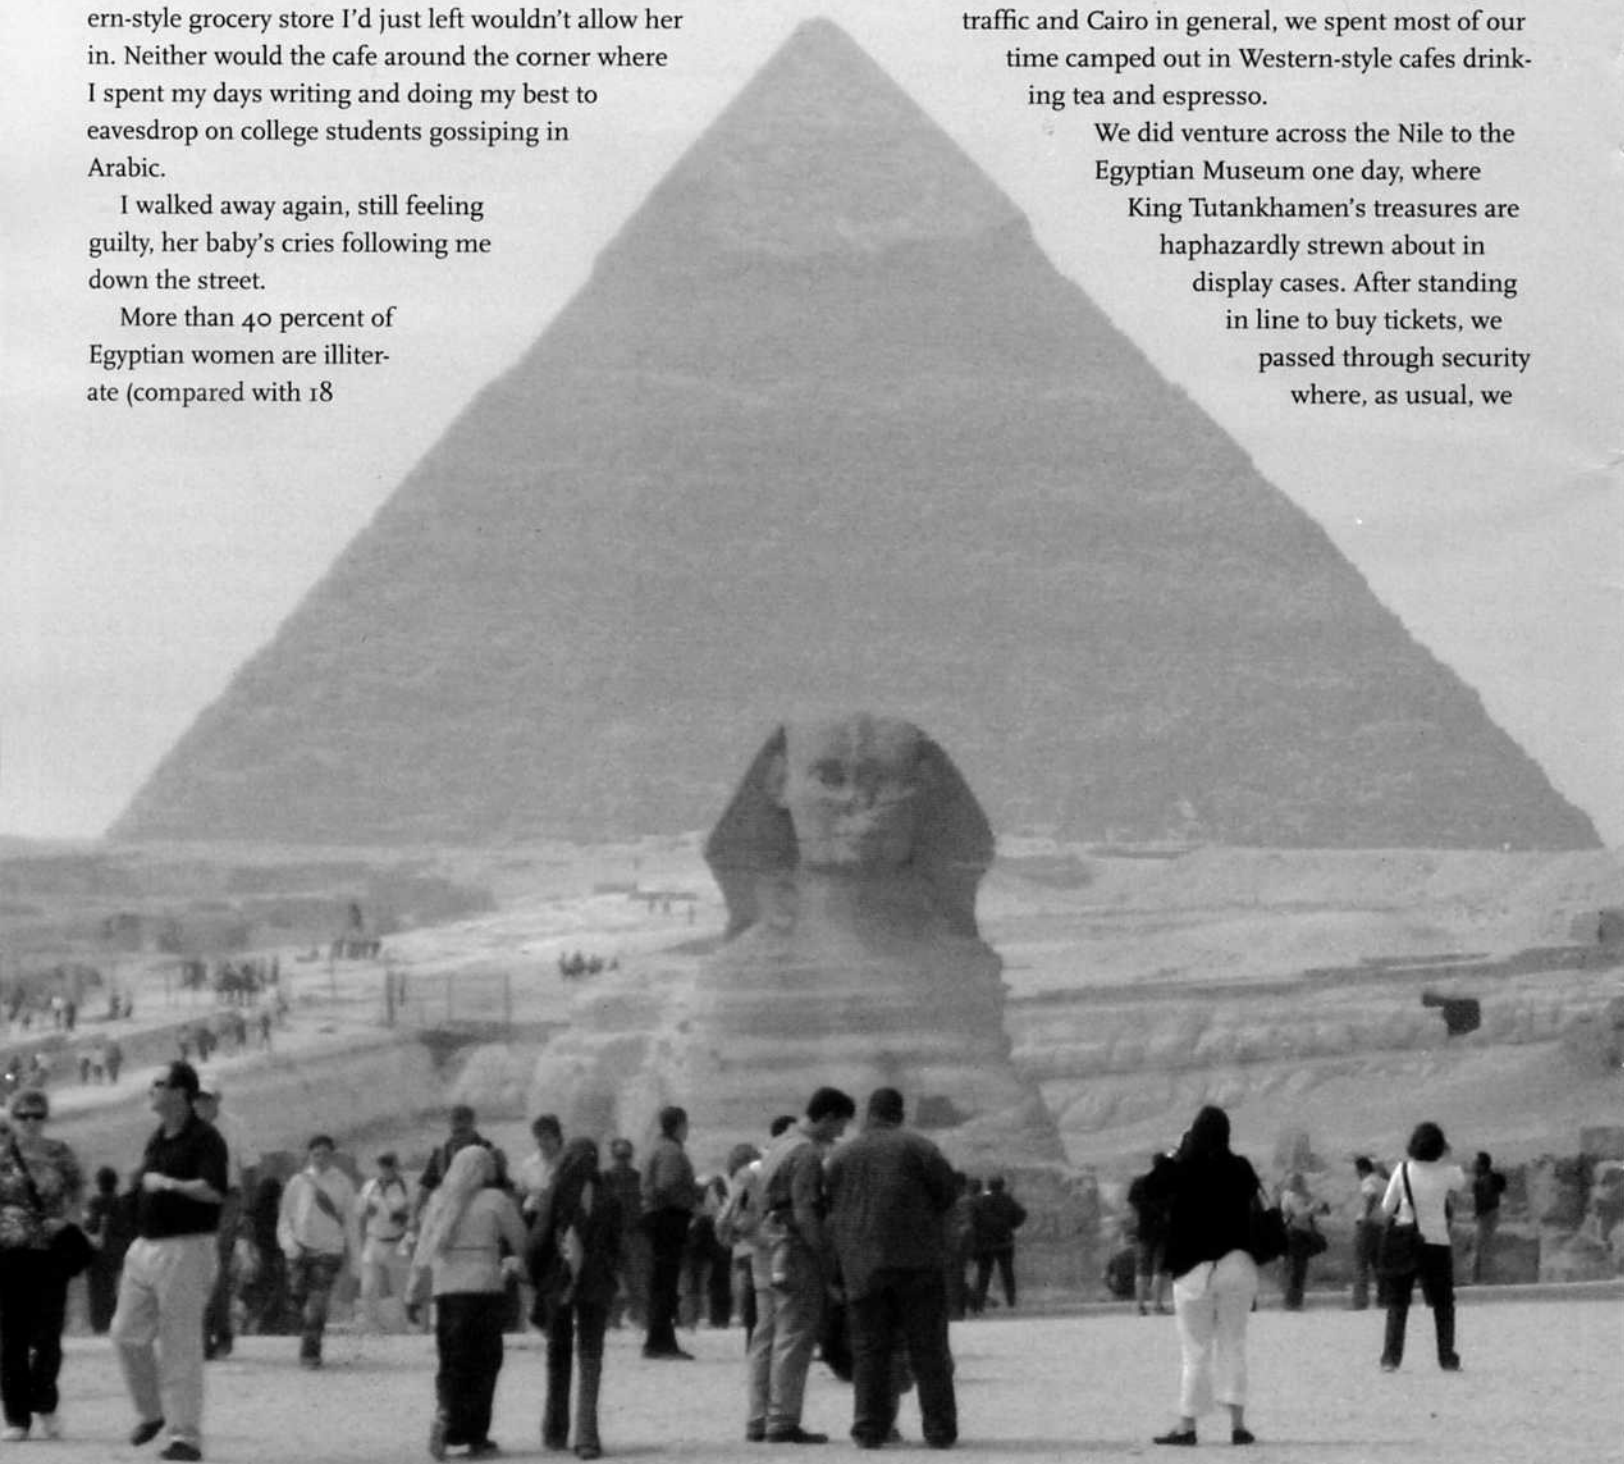 ern-style grocery store I'd just left wouldn't allow her
in. Neither would the cafe around the corner where
I spent my days writing and doing my best to
eavesdrop on college students gossiping in
Arabic.
I walked away again, still feeling
guilty, her baby's cries following me
down the street.
More than 40 percent of
Egyptian women are illiter-
ate (compared with 18
traffic and Cairo in general, we spent most of our
time camped out in Western-style cafes drink-
ing tea and espresso.
We did venture across the Nile to the
Egyptian Museum one day, where
King Tutankhamen's treasures are
haphazardly strewn about in
display cases. After standing
in line to buy tickets, we
passed through security
where, as usual, we